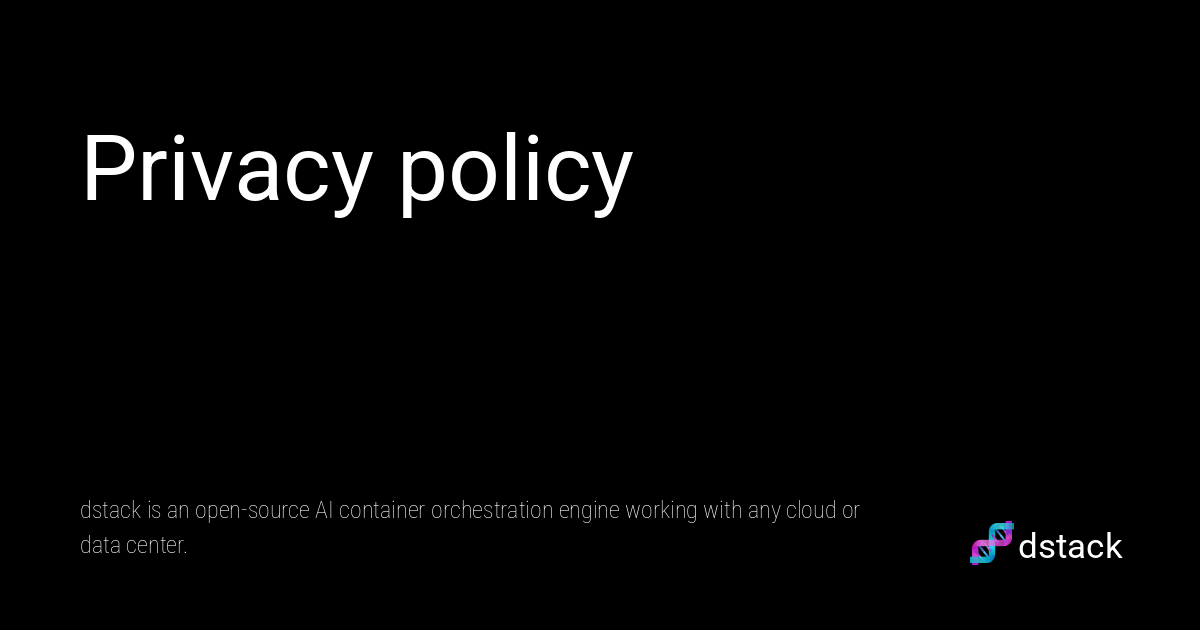 Privacy policy
dstack is an open-source AI container orchestration engine working with any cloud or
data center.
dstack